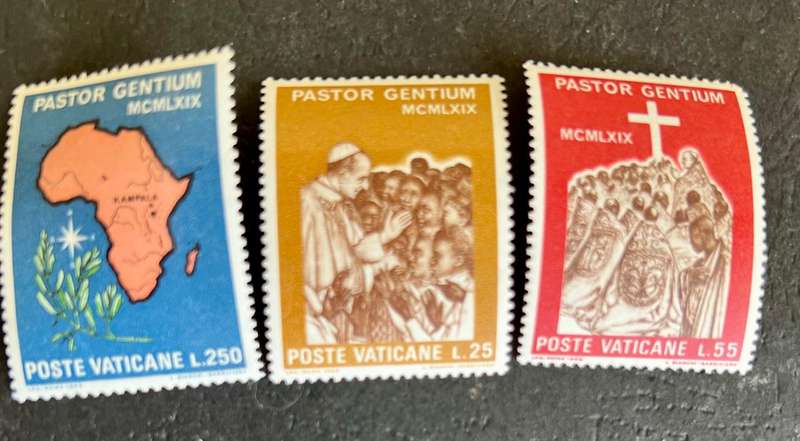 PASTOR GENTIUM
MCMLXIX
KAMPALA
POSTE VATICANE L.250
PASTOR GENTIUM
MCMLXIX
POSTE VATICANE L.25
PASTOR GENTIUM
MCMLXIX
POSTE VATICANE L.55